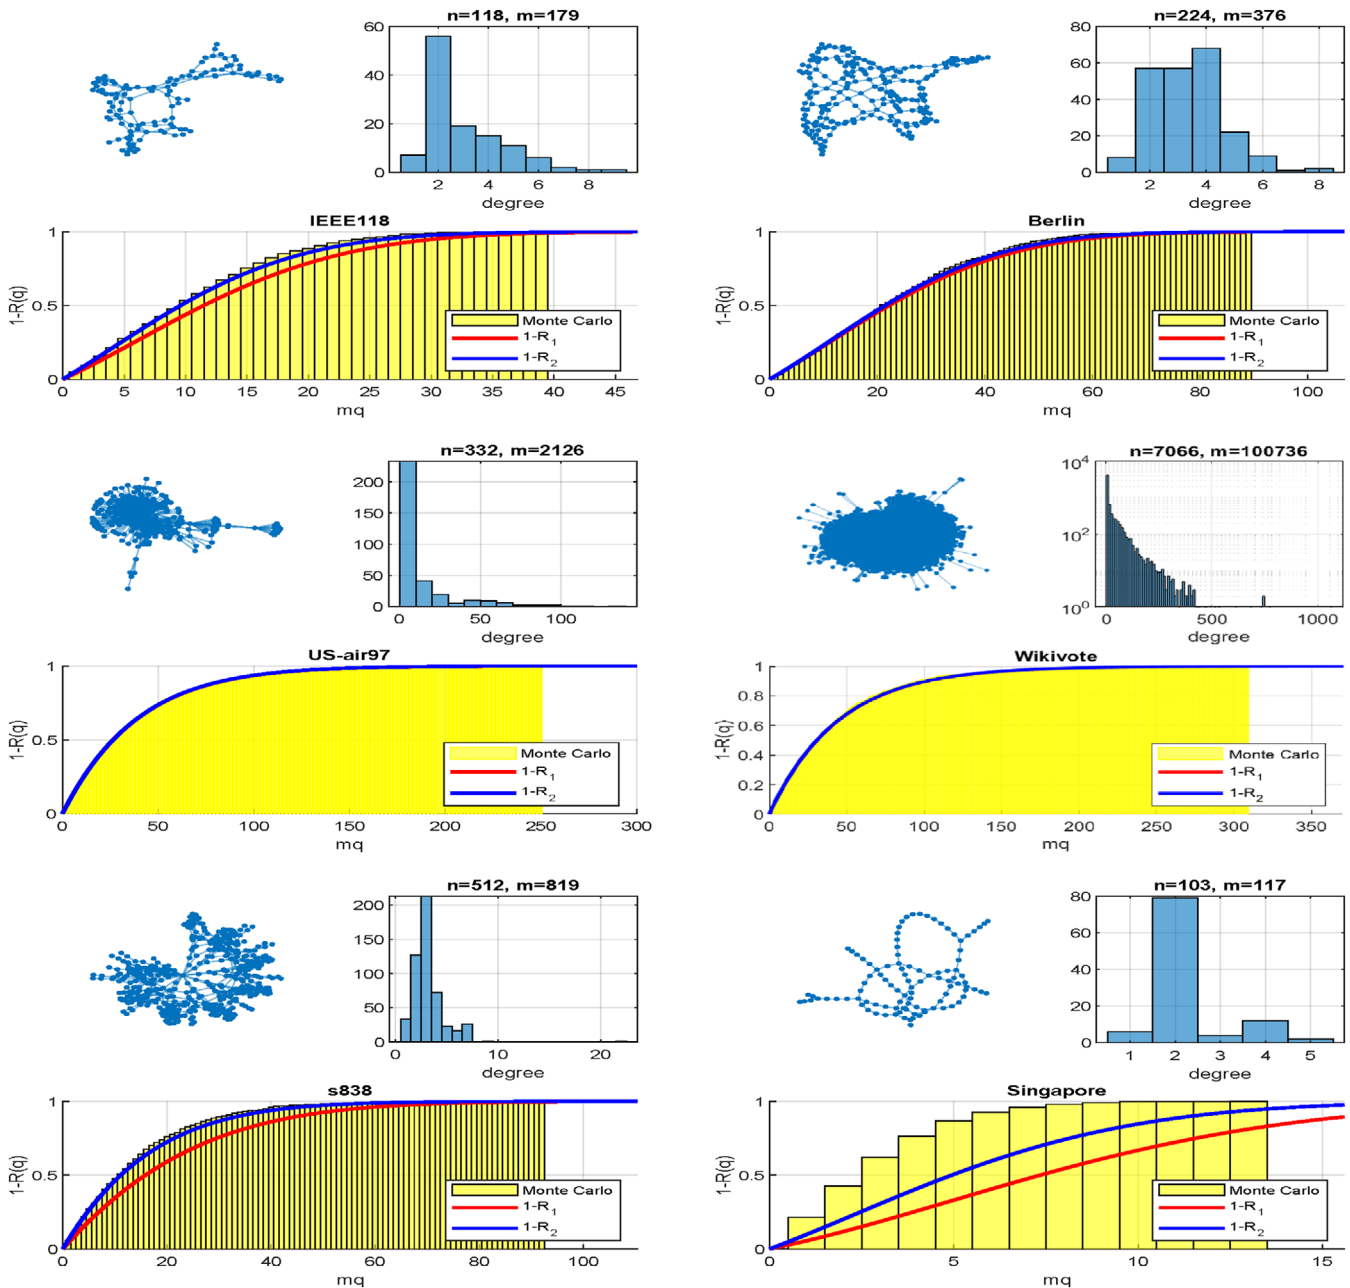 n=118, m=179
60
40
20
0
2 4 6 8
degree
IEEE118
1
0.5
0
1-R(q)
Monte Carlo
1-R1
1-R2
0 5 10 15 20 25 30 35 40 45
mq
n=224, m=376
80
60
40
20
0
2 4 6 8
degree
Berlin
1
0.5
0
1-R(q)
Monte Carlo
1-R1
1-R2
0 20 40 60 80 100
mq
n=332, m=2126
200
150
100
50
0
0 50 100
degree
US-air97
1
0.5
0
1-R(q)
Monte Carlo
1-R1
1-R2
0 50 100 150 200 250 300
mq
n=7066, m=100736
10^4
10^2
10^0
0 500 1000
degree
Wikivote
1
0.8
0.6
0.4
0.2
0
1-R(q)
Monte Carlo
1-R1
1-R2
0 50 100 150 200 250 300 350
mq
n=512, m=819
200
150
100
50
0
0 10 20
degree
s838
1
0.5
0
1-R(q)
Monte Carlo
1-R1
1-R2
0 20 40 60 80 100
mq
n=103, m=117
80
60
40
20
0
1 2 3 4 5
degree
Singapore
1
0.5
0
1-R(q)
Monte Carlo
1-R1
1-R2
0 5 10 15
mq